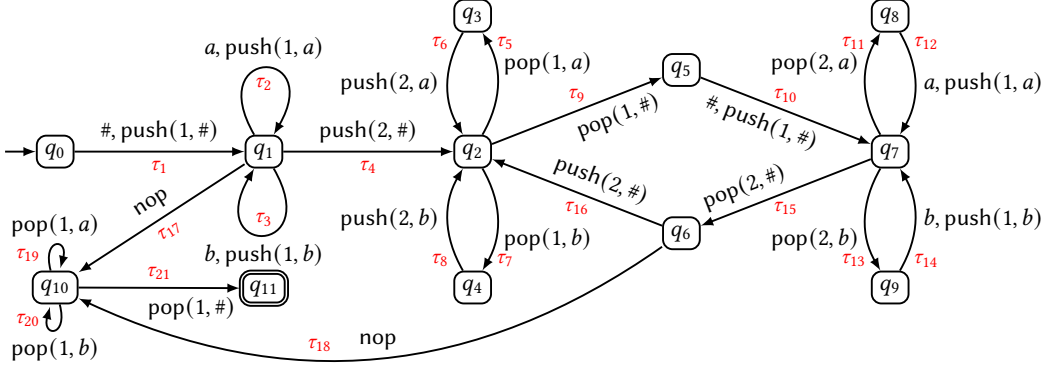 q3
q8
a, push(1, a)
τ6
τ5
τ11
τ12
τ2
push(2, a)
pop(1, a)
q5
pop(2, a)
a, push(1, a)
τ9
τ10
#, push(1, #)
push(2, #)
pop(1, #)
#, push(1, #)
q0
q1
q2
q7
τ1
τ4
push(2, #)
pop(2, #)
nop
τ3
push(2, b)
τ16
τ15
pop(1, a)
τ17
q6
pop(2, b)
b, push(1, b)
pop(1, b)
τ19
τ21
b, push(1, b)
τ8
τ7
τ13
τ14
q10
q11
q4
q9
pop(1, #)
τ20
nop
pop(1, b)
τ18